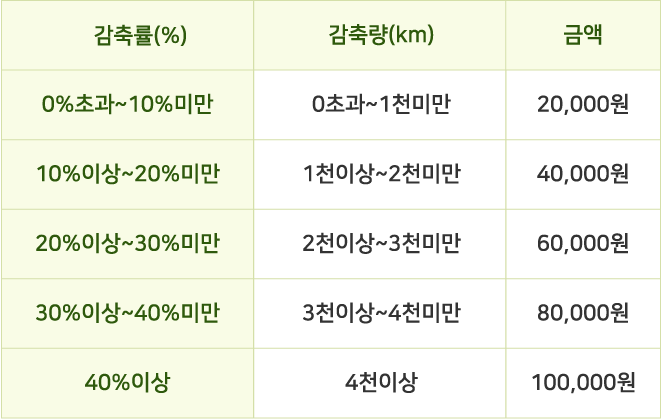 감축률(%) 감축량(km) 금액
0%초과~10%미만 0초과~1천미만 20,000원
10%이상~20%미만 1천이상~2천미만 40,000원
20%이상~30%미만 2천이상~3천미만 60,000원
30%이상~40%미만 3천이상~4천미만 80,000원
40%이상 4천이상 100,000원